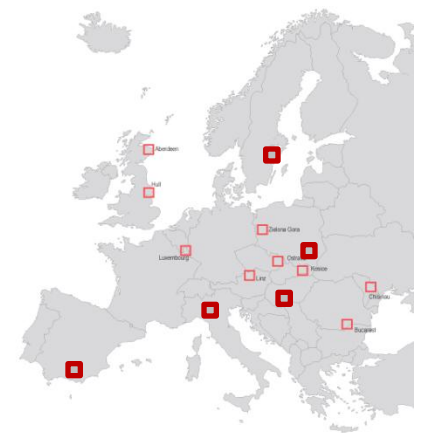 Aberdeen
Hull
Zielona Gora
Luxembourg
Ostrava
Kosice
Linz
Chisinau
Bucarest